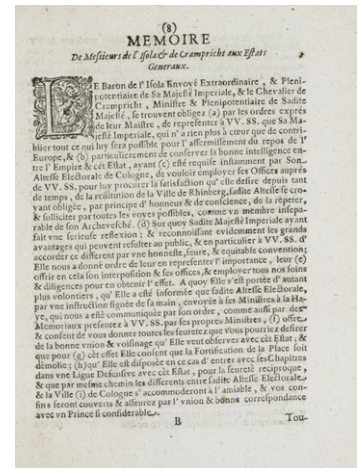 (8)
MEMOIRE
De Messieurs de l'Isola & de Crampricht aux Estats
Generaux.
LE Baron de l'Isola Envoyé Extraordinaire, & Pleni-
potentiaire de Sa Majesté Imperiale, & le Chevalier de
Crampricht, Ministre & Plenipotentiaire de Sadite
Majesté, se trouvent obligez (a) par les ordres exprés
de leur Maistre, de representer à VV. SS. que Sa Ma-
jesté Imperiale, qui n'a rien plus à cœur que de contri-
büer tout ce qui luy sera possible pour l'affermissement du repos de l'
Europe, & (b) particulierement de conserver la bonne intelligence en-
tre l'Empire & cét Estat, ayant (c) esté requise instamment par Son
Altesse Electorale de Cologne, de vouloir employer ses Offices auprés
de VV. SS. pour luy procurer la satisfaction qu'elle desire depuis tant
de temps, de la restitution de la Ville de Rhinberg, sadite Altesse se cro-
yant obligée, par principe d'honneur & de conscience, de la repeter,
& solliciter par toutes les voyes possibles, comme vn membre insepa-
rable de son Archevesché. (d) Sur quoy Sadite Majesté Imperiale ayant
fait vne serieuse reflexion; & reconnoissant evidemment les grands
avantages qui peuvent resulter au public, & en particulier à VV. SS. d'
accorder ce different par vne honneste, seure, & equitable convention;
Elle nous a donné ordre de leur en representer l'importance, leur (e)
offrir en cela son interposition & ses offices, & employer tous nos soins
& diligences pour en obtenir l'effet. A quoy Elle s'est portée d'autant
plus volontiers, qu'Elle a esté informée que sadite Altesse Electorale,
par vne instruction signée de sa main, envoyée à ses Ministres à la Ha-
ye, qui nous a esté communiquée par son ordre, comme aussi par des
Memoriaux presentez à VV. SS. par ses propres Ministres, (f) offre
& consent de vous donner toutes les seuretez que vous pourriez desirer
de la bonne vnion & voisinage qu'Elle veut observer avec cét Estat; &
que pour (g) cét effet Elle consent que la Fortification de la Place soit
démolie; (h) qu'Elle est disposée en ce cas d'entrer avec ses Chapitres
dans vne Ligue Defensive avec cét Estat, pour la seureté reciproque,
& que par mesme chemin les differents entre sadite Altesse Electorale
& la Ville (i) de Cologne s'accommoderont à l'amiable, & vos con-
fins seront couverts & asseurez par l'vnion & bonne correspondance
avec vn Prince si considerable.
B Tou-